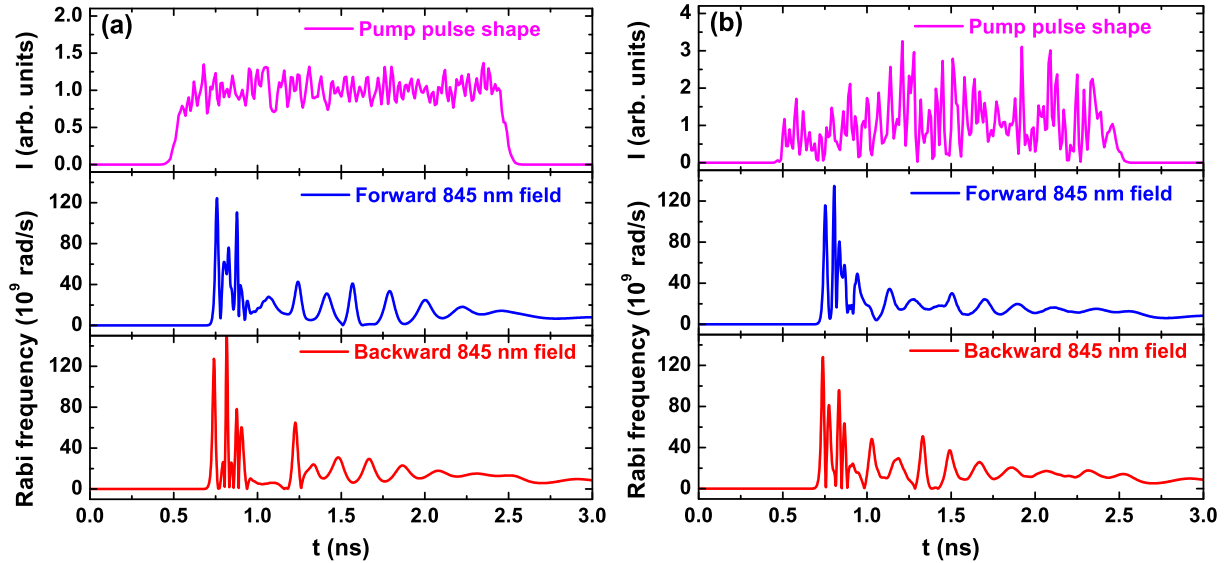 (a)
Pump pulse shape
I (arb. units)
2.0
1.5
1.0
0.5
0.0
Forward 845 nm field
120
80
40
0
Backward 845 nm field
120
80
40
0
Rabi frequency (10⁹ rad/s)
0.0 0.5 1.0 1.5 2.0 2.5 3.0
t (ns)
(b)
Pump pulse shape
I (arb. units)
4
3
2
1
0
Forward 845 nm field
120
80
40
0
Backward 845 nm field
120
80
40
0
Rabi frequency (10⁹ rad/s)
0.0 0.5 1.0 1.5 2.0 2.5 3.0
t (ns)